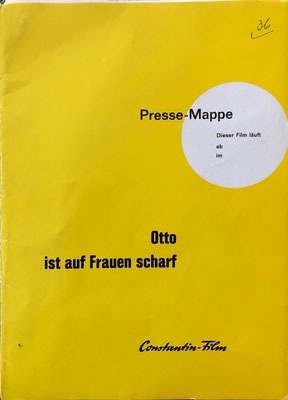 36
Presse-Mappe
Dieser Film läuft
ab
im
Otto
ist auf Frauen scharf
Constantin-Film